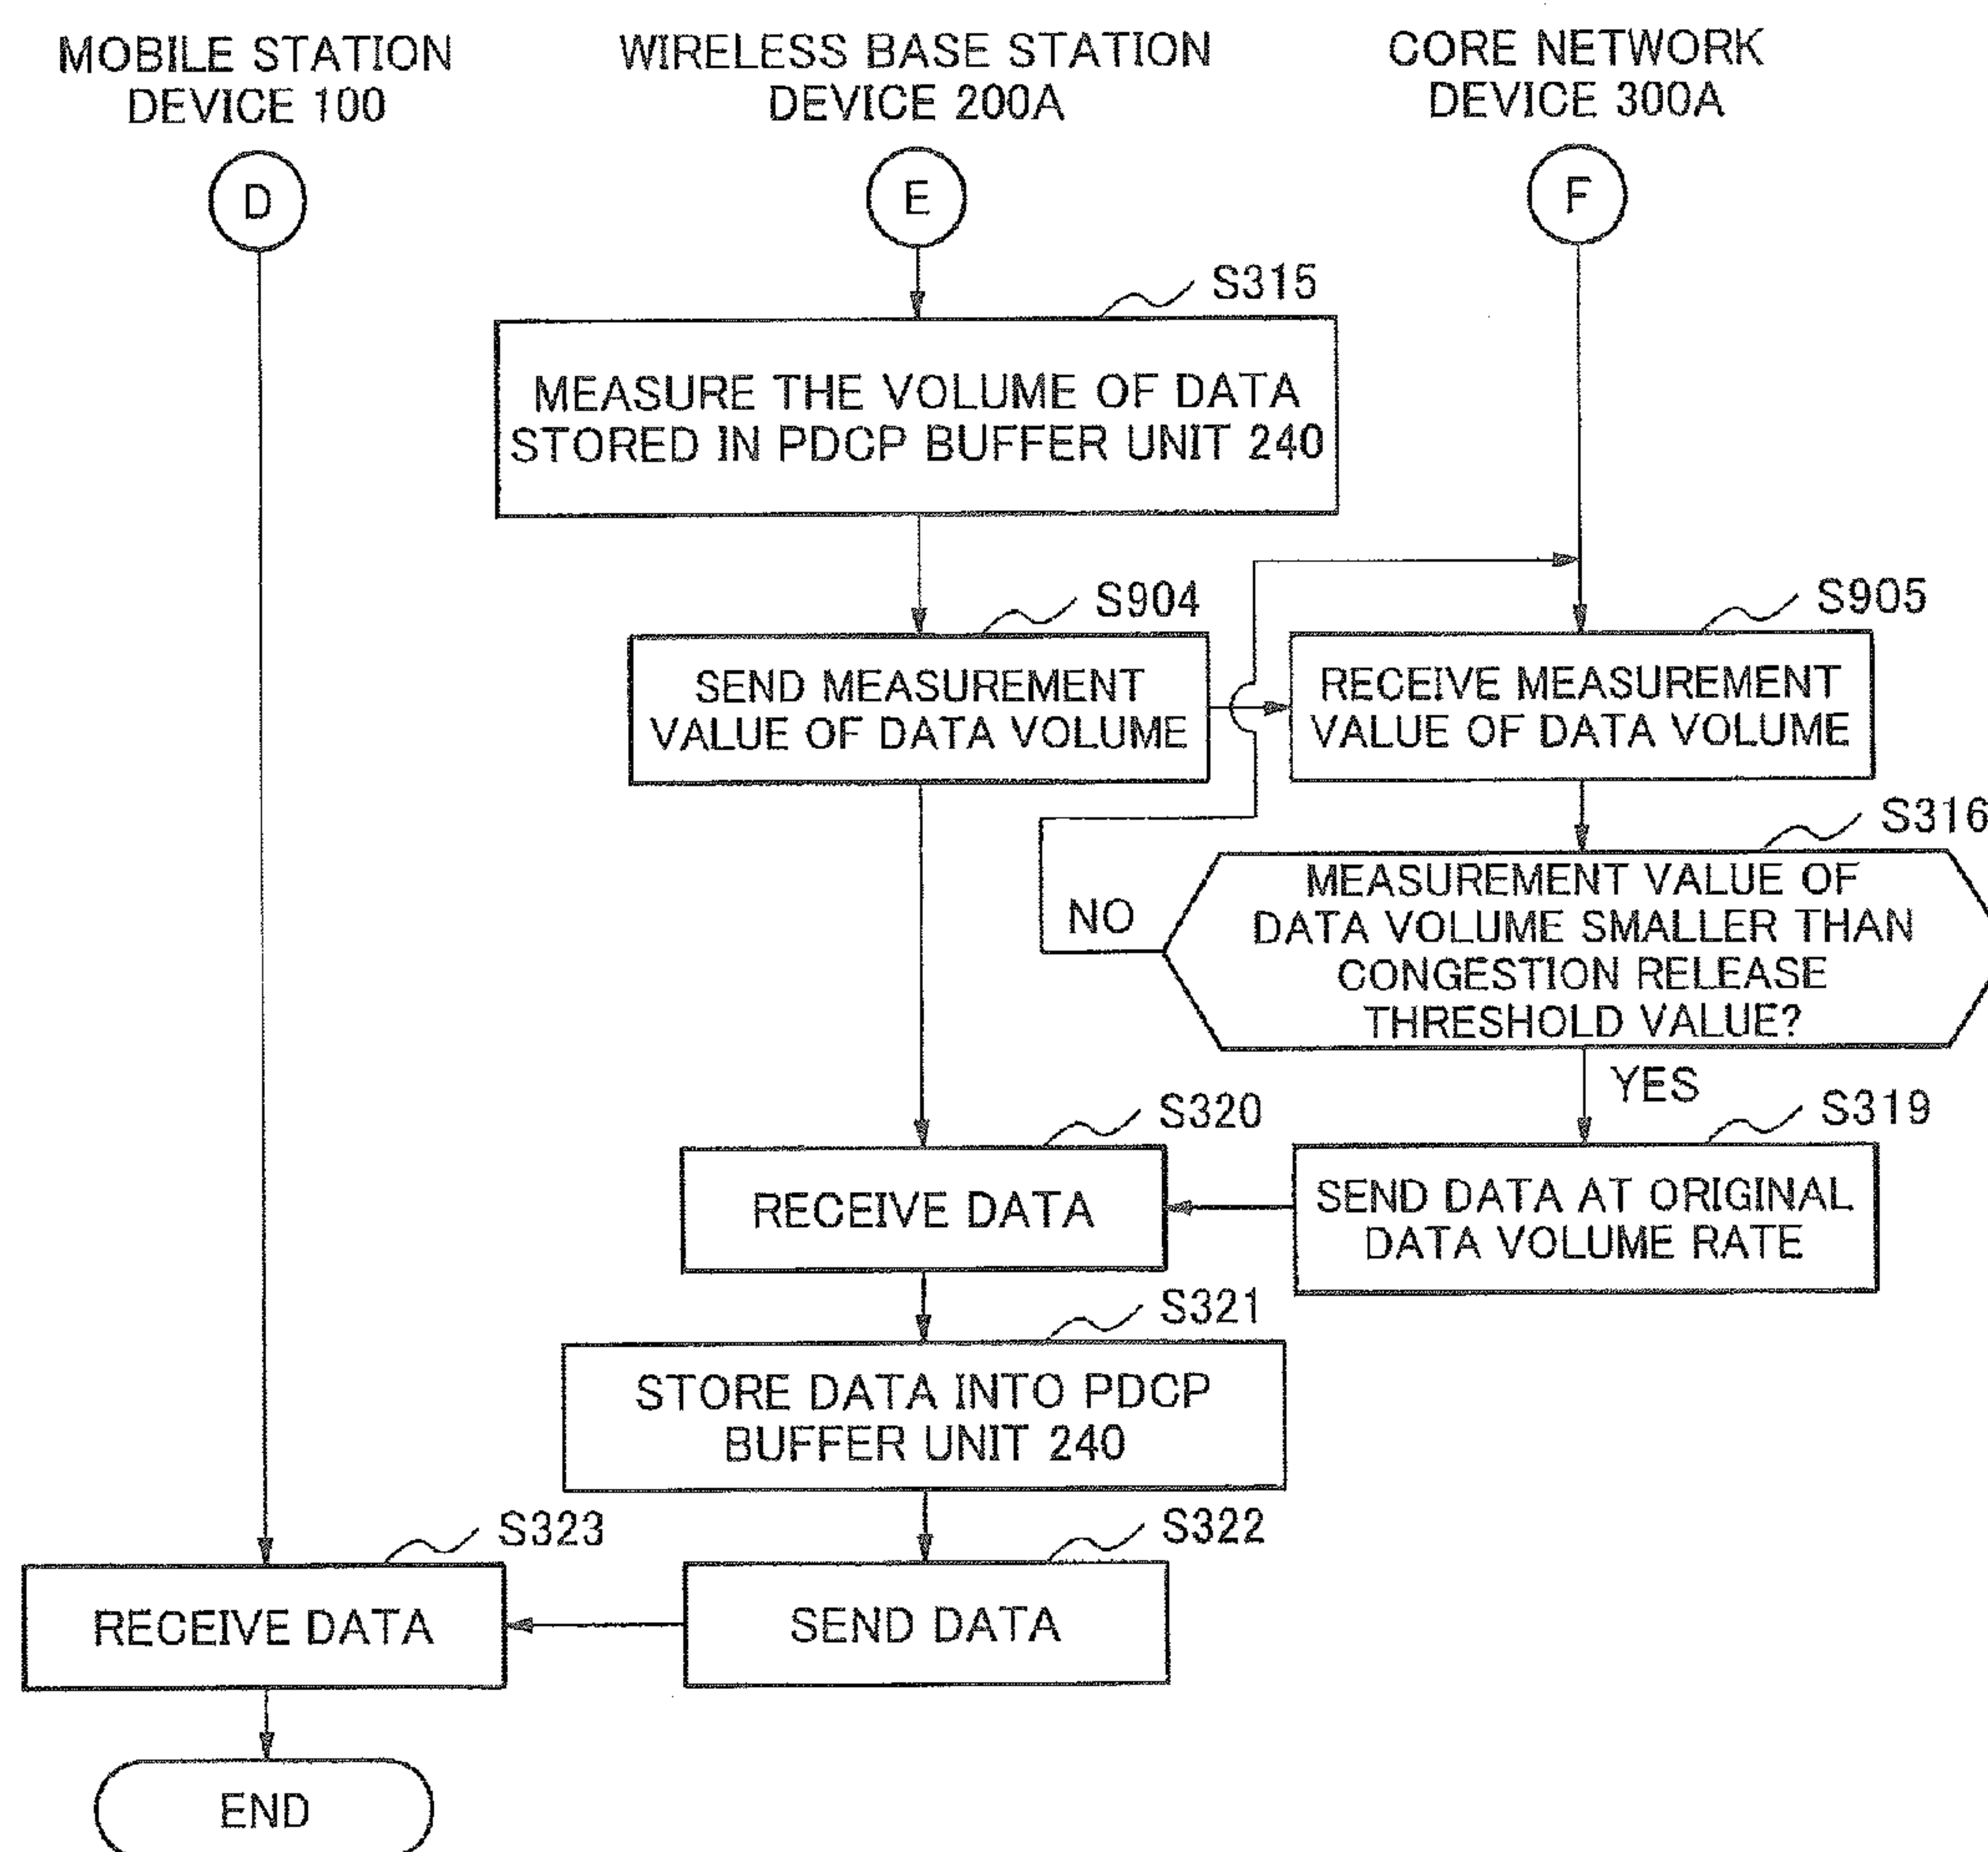 MOBILE STATION
DEVICE 100
WIRELESS BASE STATION
DEVICE 200A
CORE NETWORK
DEVICE 300A
D
E
F
S315
MEASURE THE VOLUME OF DATA
STORED IN PDCP BUFFER UNIT 240
S904
SEND MEASUREMENT
VALUE OF DATA VOLUME
S905
RECEIVE MEASUREMENT
VALUE OF DATA VOLUME
S316
MEASUREMENT VALUE OF
DATA VOLUME SMALLER THAN
CONGESTION RELEASE
THRESHOLD VALUE?
NO
YES
S320
RECEIVE DATA
S319
SEND DATA AT ORIGINAL
DATA VOLUME RATE
S321
STORE DATA INTO PDCP
BUFFER UNIT 240
S323
RECEIVE DATA
S322
SEND DATA
END